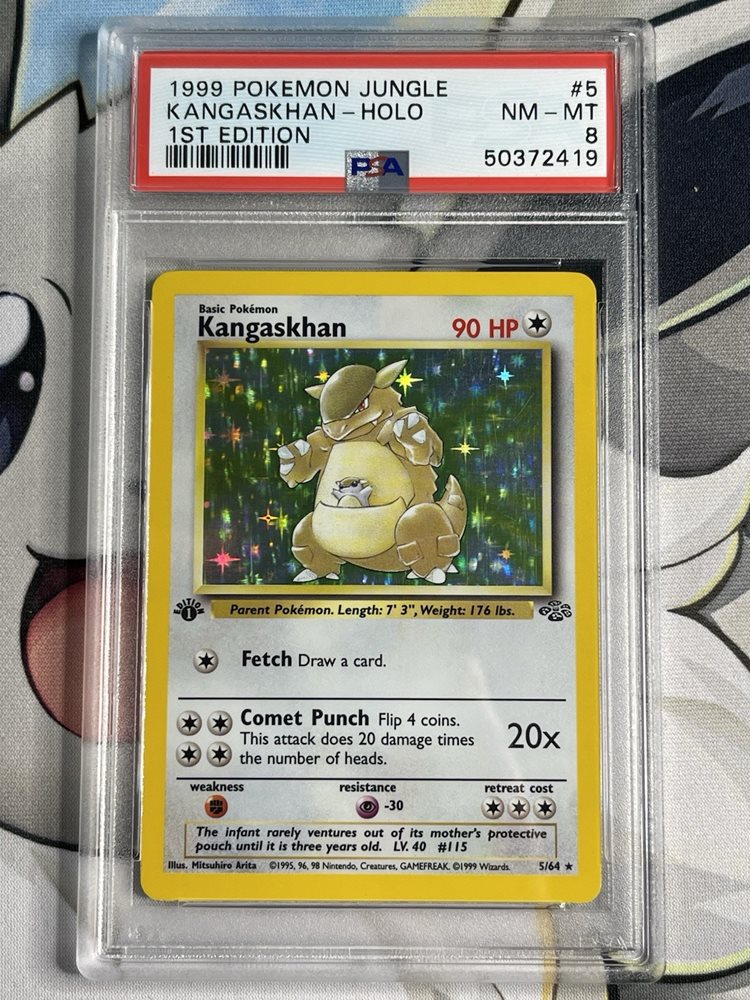 1999 POKEMON JUNGLE #5
KANGASKHAN - HOLO NM - MT
1ST EDITION 8
50372419
PSA
Basic Pokémon
Kangaskhan 90 HP
EDITION
1
Parent Pokémon. Length: 7' 3", Weight: 176 lbs.
Fetch Draw a card.
Comet Punch Flip 4 coins.
This attack does 20 damage times 20x
the number of heads.
weakness resistance retreat cost
-30
The infant rarely ventures out of its mother's protective
pouch until it is three years old. LV. 40 #115
Illus. Mitsuhiro Arita ©1995, 96, 98 Nintendo, Creatures, GAMEFREAK. ©1999 Wizards. 5/64 ★